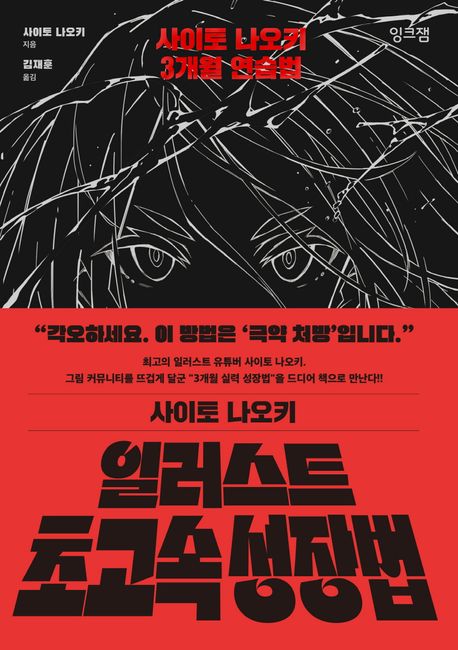 사이토 나오키
지음
김재훈
옮김
사이토 나오키
3개월 연습법
잉크잼
“각오하세요. 이 방법은 ‘극약 처방’입니다.”
최고의 일러스트 유튜버 사이토 나오키.
그림 커뮤니티를 뜨겁게 달군 “3개월 실력 성장법”을 드디어 책으로 만난다!!
사이토 나오키
일러스트
초고속 성장법